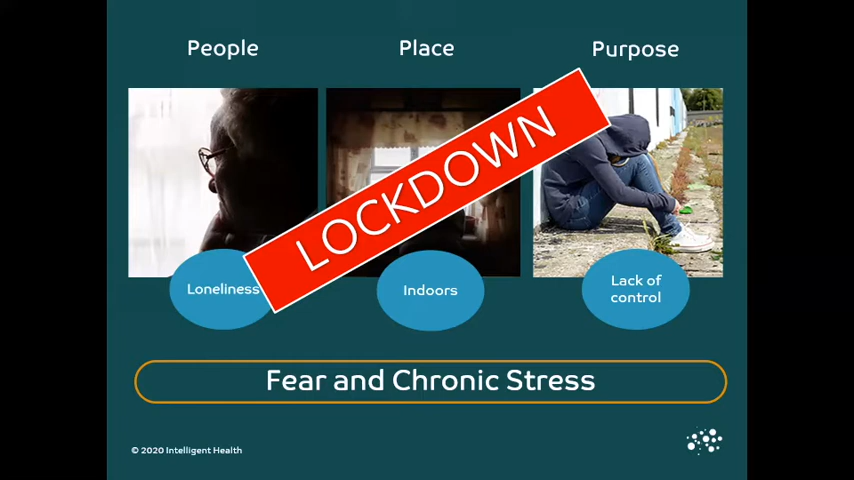 People
Place
Purpose
LOCKDOWN
Loneliness
Indoors
Lack of
control
Fear and Chronic Stress
© 2020 Intelligent Health